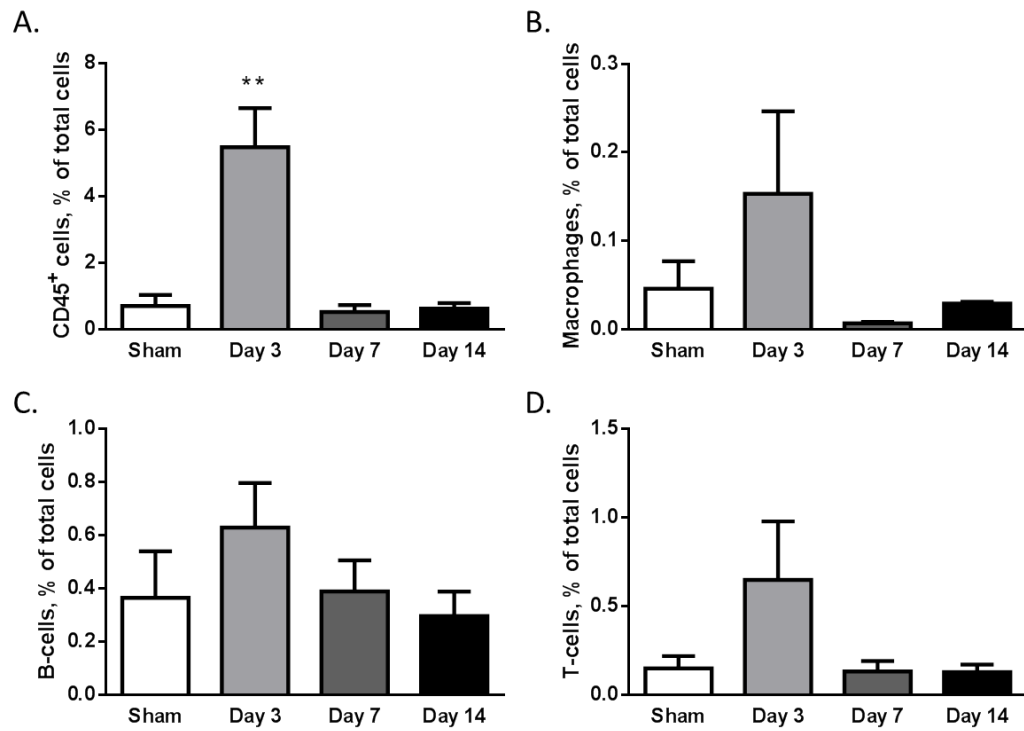 A.
CD45+ cells, % of total cells
8
6
4
2
0
**
Sham Day 3 Day 7 Day 14
B.
Macrophages, % of total cells
0.3
0.2
0.1
0.0
Sham Day 3 Day 7 Day 14
C.
B-cells, % of total cells
1.0
0.8
0.6
0.4
0.2
0.0
Sham Day 3 Day 7 Day 14
D.
T-cells, % of total cells
1.5
1.0
0.5
0.0
Sham Day 3 Day 7 Day 14